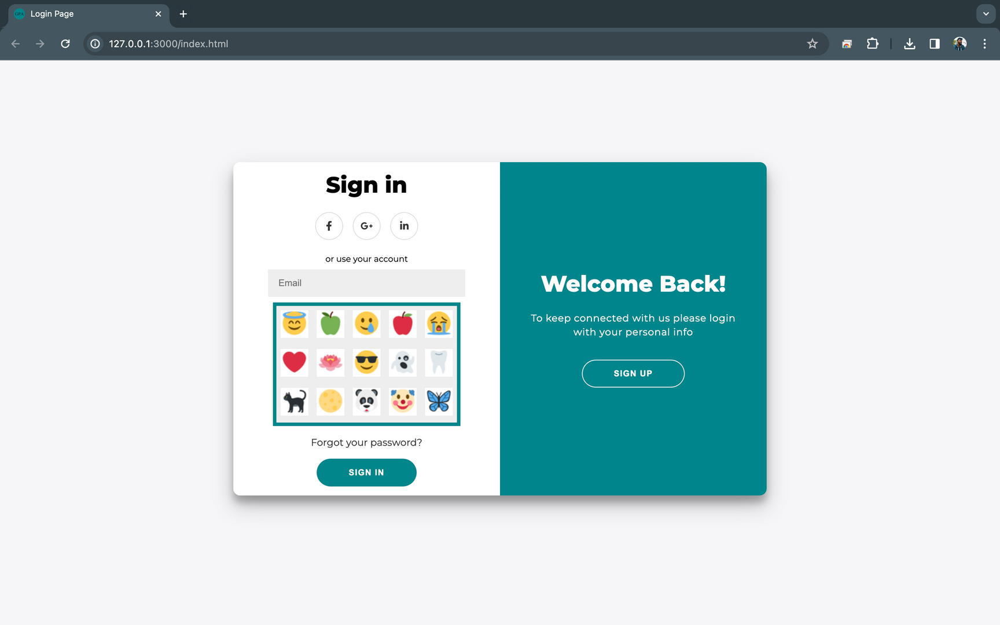 GPA
Login Page
127.0.0.1:3000/index.html
Sign in
f
G+
in
or use your account
Email
Forgot your password?
SIGN IN
Welcome Back!
To keep connected with us please login
with your personal info
SIGN UP